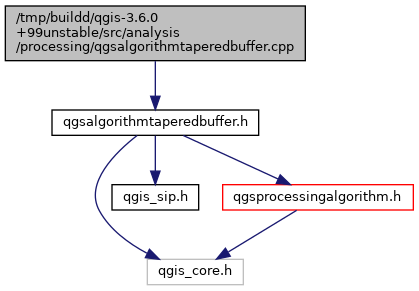 /tmp/buildd/qgis-3.6.0
+99unstable/src/analysis
/processing/qgsalgorithmtaperedbuffer.cpp
qgsalgorithmtaperedbuffer.h
qgis_sip.h
qgsprocessingalgorithm.h
qgis_core.h